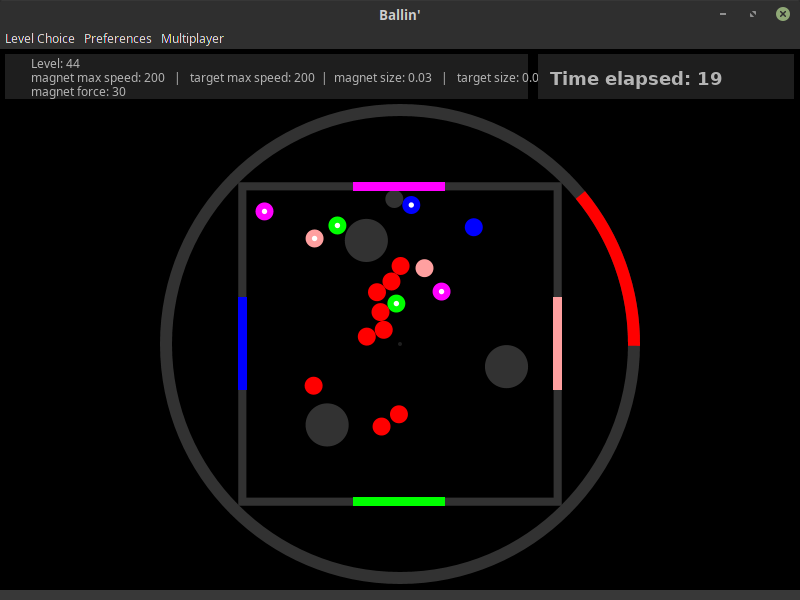 Ballin'
Level Choice Preferences Multiplayer
Level: 44
magnet max speed: 200 | target max speed: 200 | magnet size: 0.03 | target size: 0.0
magnet force: 30
Time elapsed: 19